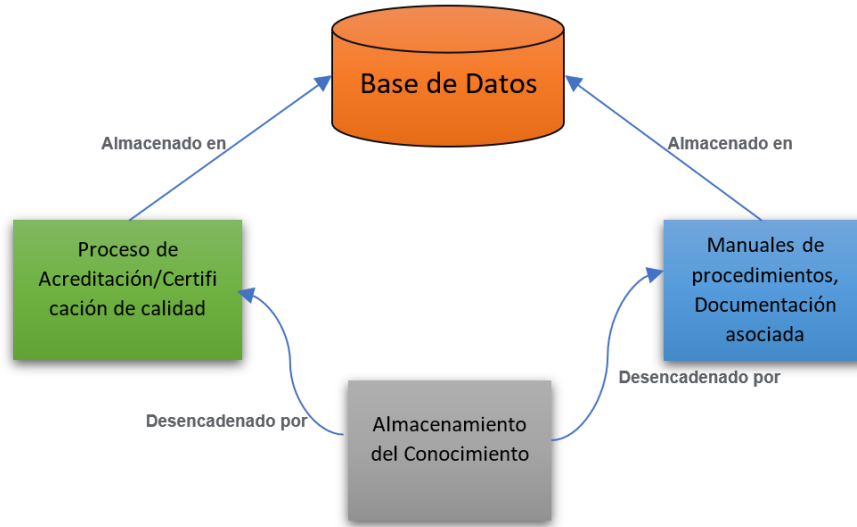 Base de Datos
Almacenado en
Almacenado en
Proceso de
Acreditación/Certifi
cación de calidad
Manuales de
procedimientos,
Documentación
asociada
Desencadenado por
Desencadenado por
Almacenamiento
del Conocimiento